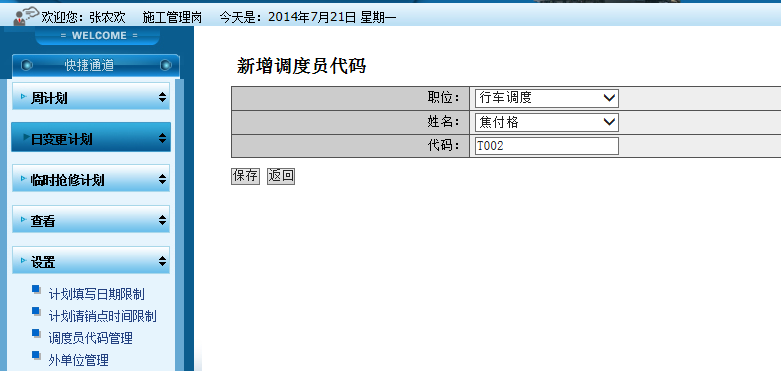 欢迎您：张农欢 施工管理岗 今天是：2014年7月21日 星期一
= WELCOME =
快捷通道
周计划
日变更计划
临时抢修计划
查看
设置
计划填写日期限制
计划请销点时间限制
调度员代码管理
外单位管理
新增调度员代码
职位： 行车调度
姓名： 焦付格
代码： T002
保存 返回